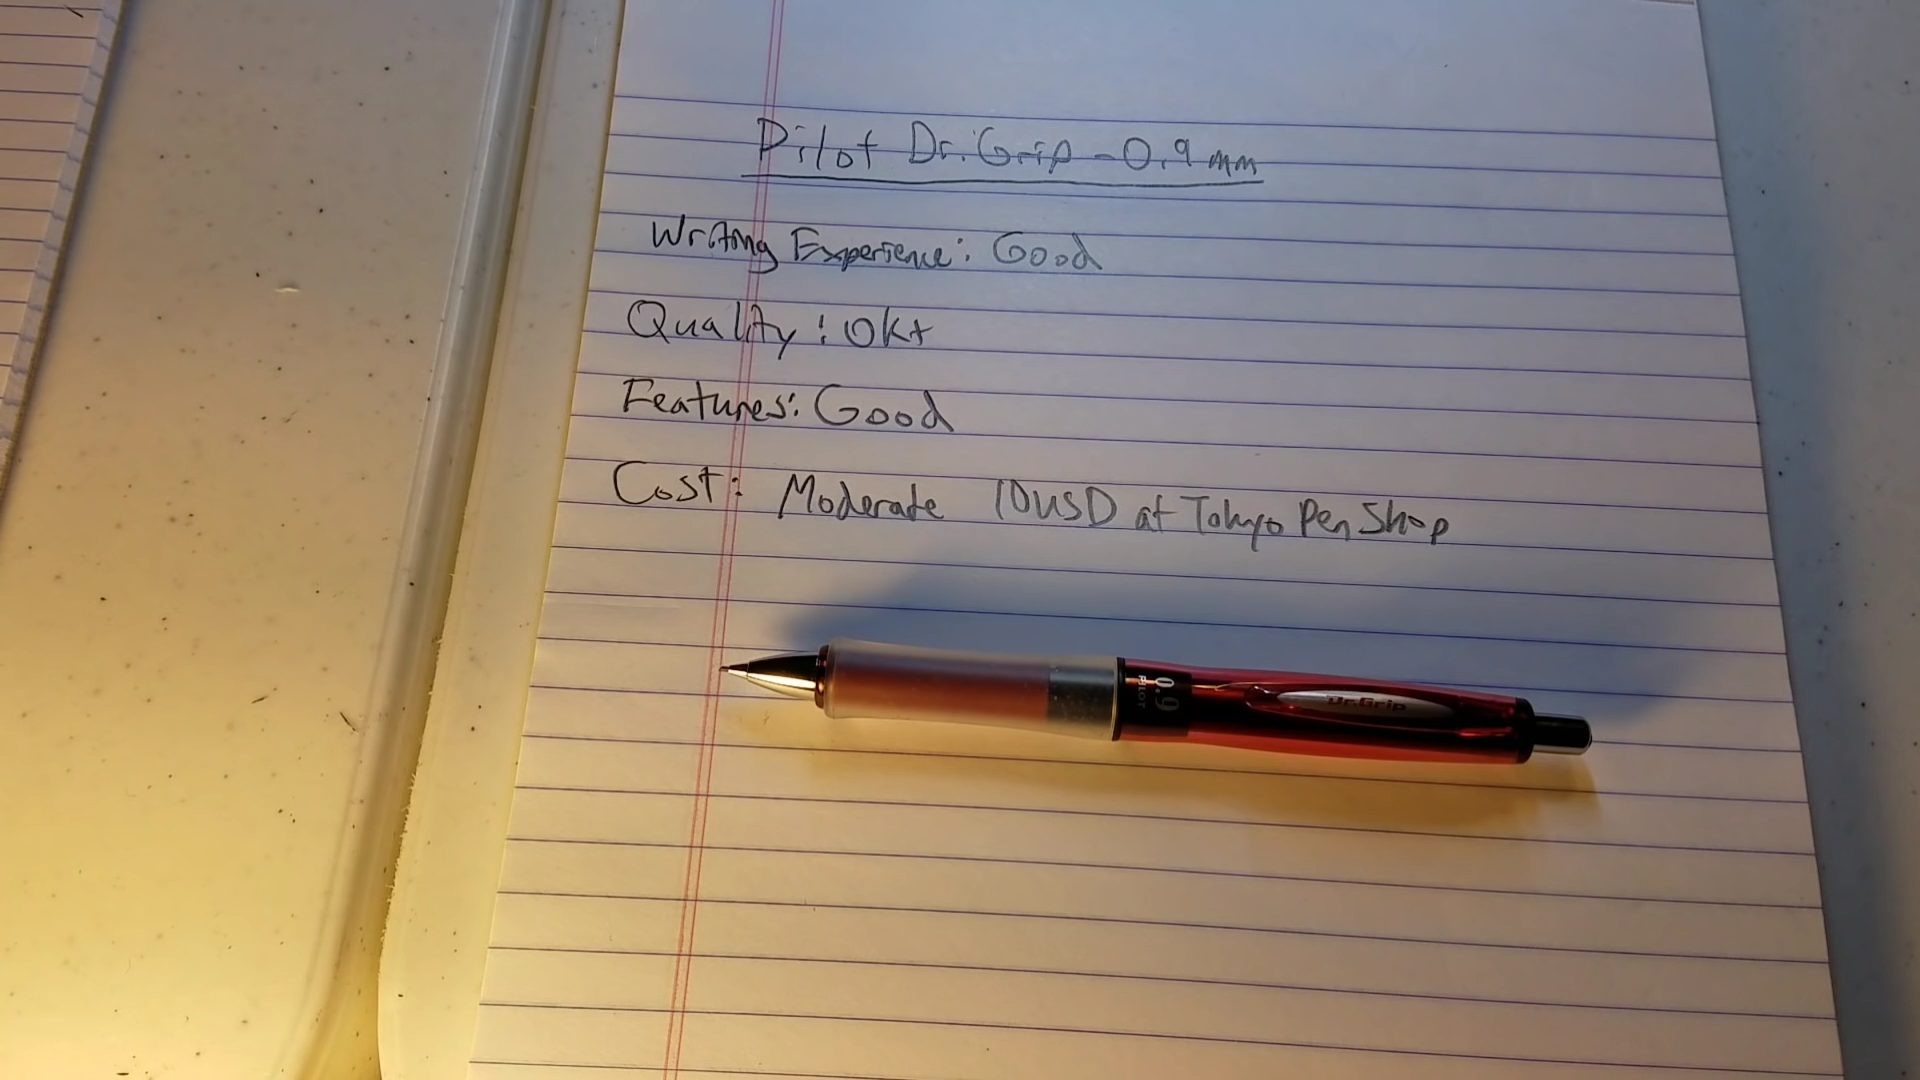 Pilot Dr. Grip - 0.9 mm
Writing Experience: Good
Quality: Ok+
Features: Good
Cost: Moderate 10USD at Tokyo Pen Shop
0.9
PILOT
Dr.Grip